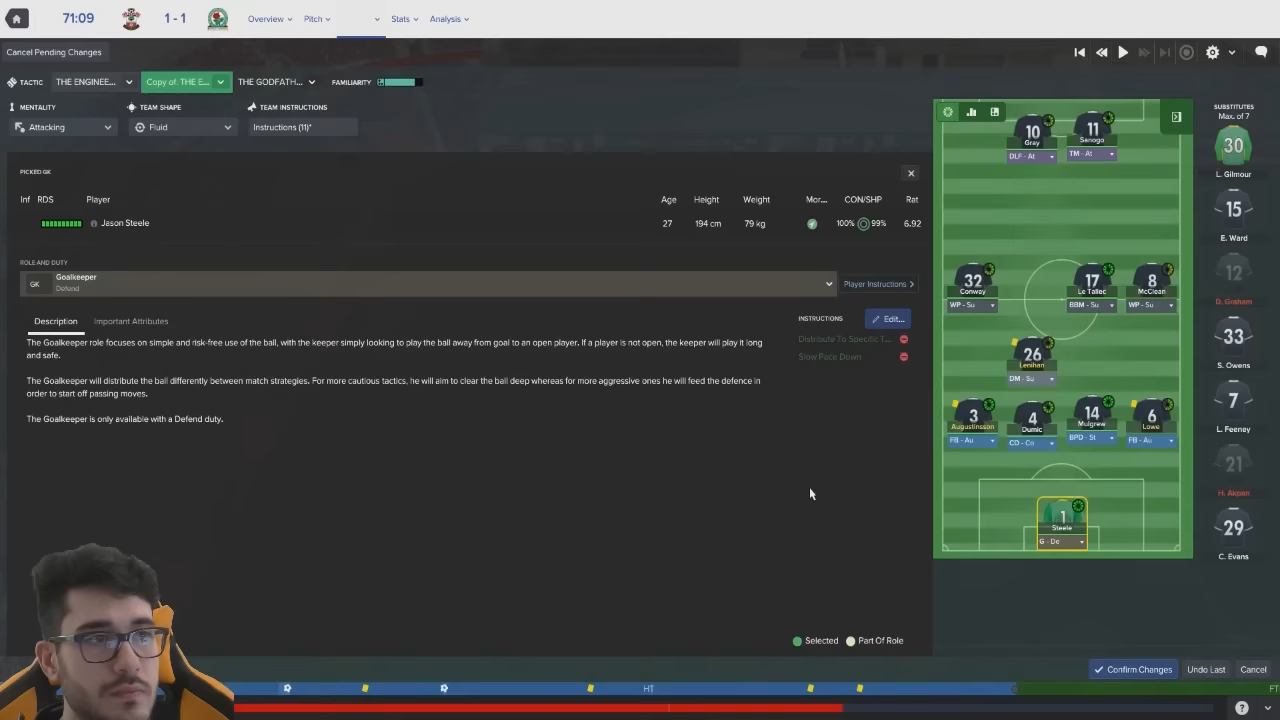 71:09
1 - 1
Overview
Pitch
Stats
Analysis
Cancel Pending Changes
TACTIC
THE ENGINEE...
Copy of: THE E...
THE GODFATH...
FAMILIARITY
MENTALITY
TEAM SHAPE
TEAM INSTRUCTIONS
Attacking
Fluid
Instructions (11)*
PICKED GK
Inf RDS Player Age Height Weight Mor... CON/SHP Rat
Jason Steele 27 194 cm 79 kg 100% 99% 6.92
ROLE AND DUTY
GK
Goalkeeper
Defend
Player Instructions
Description
Important Attributes
The Goalkeeper role focuses on simple and risk-free use of the ball, with the keeper simply looking to play the ball away from goal to an open player. If a player is not open, the keeper will play it long
and safe.
The Goalkeeper will distribute the ball differently between match strategies. For more cautious tactics, he will aim to clear the ball deep whereas for more aggressive ones he will feed the defence in
order to start off passing moves.
The Goalkeeper is only available with a Defend duty.
INSTRUCTIONS
Edit...
Distribute To Specific T...
Slow Pace Down
Selected
Part Of Role
10
Gray
DLF - At
11
Sanogo
TM - At
32
Conway
WP - Su
17
Le Tallec
BBM - Su
8
McClean
WP - Su
26
Lenihan
DM - Su
3
Augustinsson
FB - Au
4
Dumic
CD - Co
14
Mulgrew
BPD - St
6
Lowe
FB - Au
1
Steele
G - De
SUBSTITUTES
Max. of 7
30
L. Gilmour
15
E. Ward
12
D. Graham
33
S. Owens
7
L. Feeney
21
H. Akpan
29
C. Evans
Confirm Changes
Undo Last
Cancel
HT
FT